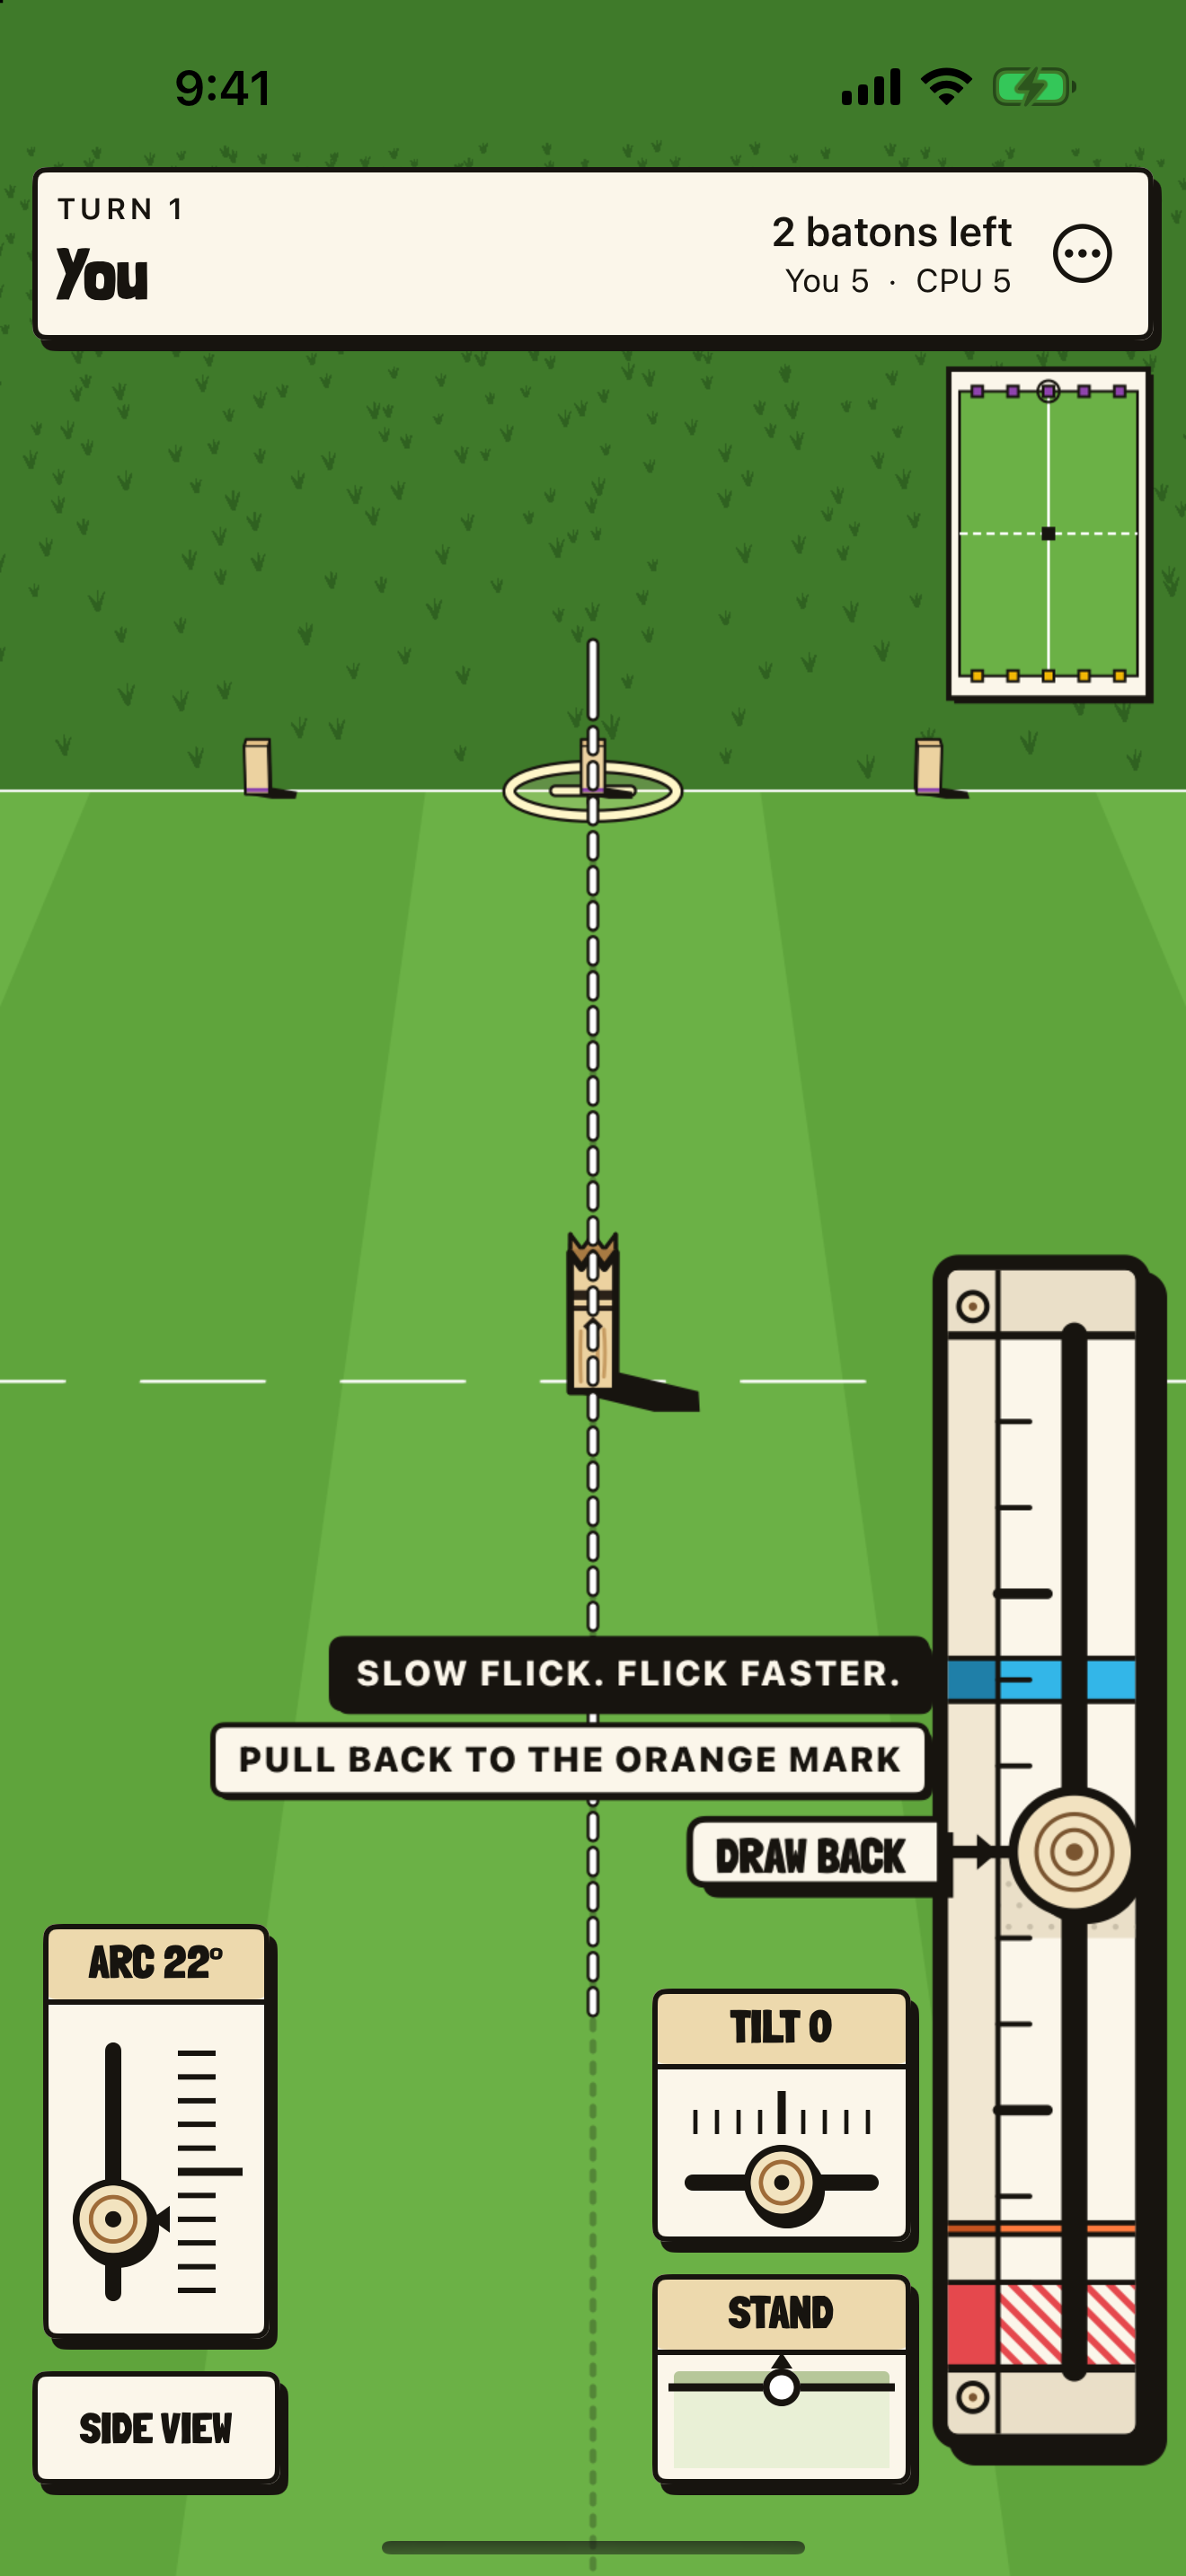 9:41
TURN 1
You
2 batons left
You 5 · CPU 5
SLOW FLICK. FLICK FASTER.
PULL BACK TO THE ORANGE MARK
DRAW BACK
ARC 22°
TILT 0
STAND
SIDE VIEW